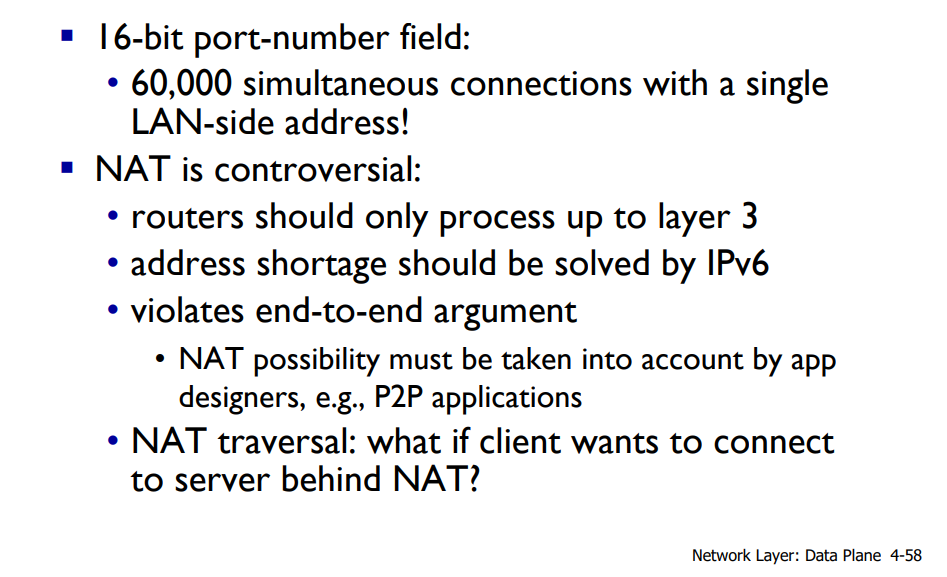 ▪ 16-bit port-number field:
• 60,000 simultaneous connections with a single
LAN-side address!
▪ NAT is controversial:
• routers should only process up to layer 3
• address shortage should be solved by IPv6
• violates end-to-end argument
• NAT possibility must be taken into account by app
designers, e.g., P2P applications
• NAT traversal: what if client wants to connect
to server behind NAT?
Network Layer: Data Plane 4-58